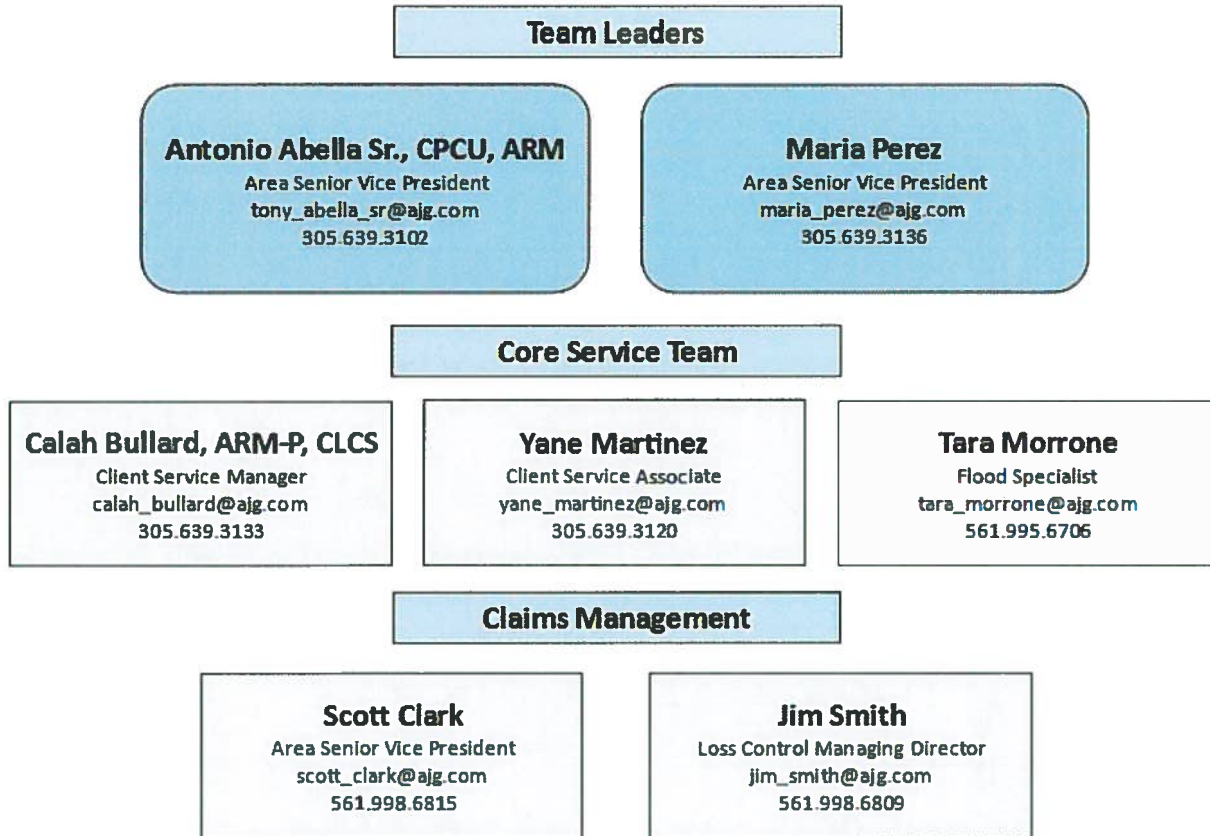 Team Leaders
Antonio Abella Sr., CPCU, ARM
Area Senior Vice President
tony_abella_sr@ajg.com
305.639.3102
Maria Perez
Area Senior Vice President
maria_perez@ajg.com
305.639.3136
Core Service Team
Calah Bullard, ARM-P, CLCS
Client Service Manager
calah_bullard@ajg.com
305.639.3133
Yane Martinez
Client Service Associate
yane_martinez@ajg.com
305.639.3120
Tara Morrone
Flood Specialist
tara_morrone@ajg.com
561.995.6706
Claims Management
Scott Clark
Area Senior Vice President
scott_clark@ajg.com
561.998.6815
Jim Smith
Loss Control Managing Director
jim_smith@ajg.com
561.998.6809